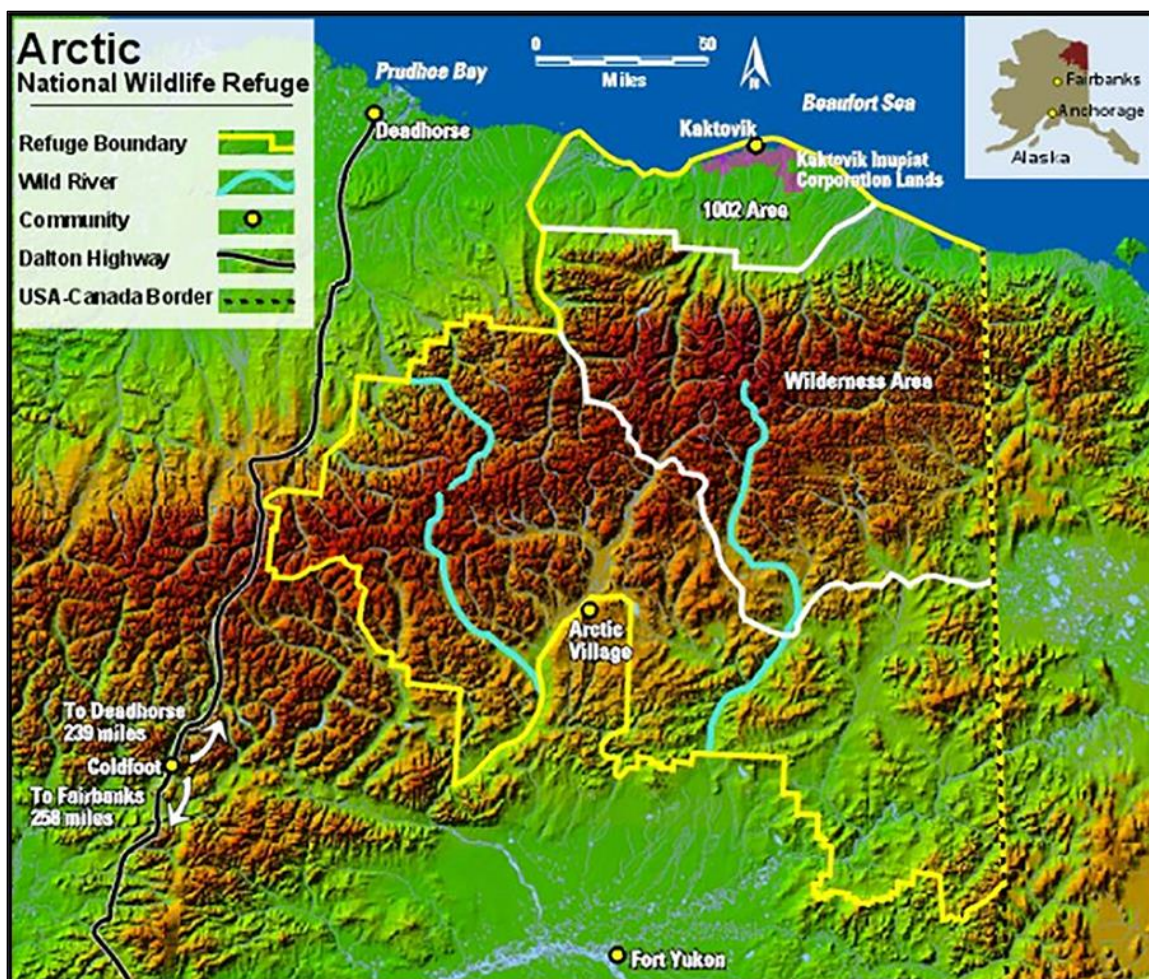 Arctic
National Wildlife Refuge
Refuge Boundary
Wild River
Community
Dalton Highway
USA-Canada Border
Prudhoe Bay
Deadhorse
0 50
Miles
N
Beaufort Sea
Kaktovik
Kaktovik Inupiat
Corporation Lands
1002 Area
Fairbanks
Anchorage
Alaska
Wilderness Area
Arctic
Village
To Deadhorse
239 miles
Coldfoot
To Fairbanks
258 miles
Fort Yukon